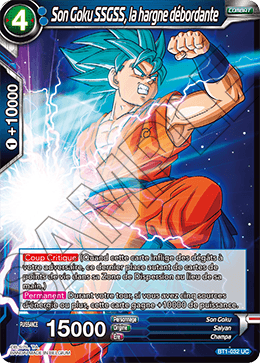 4
Son Goku SSGSS, la hargne débordante
COMBAT
1 +10000
Coup Critique (Quand cette carte inflige des dégâts à
votre adversaire, ce dernier place autant de cartes de
points de vie dans sa Zone de Dispersion au lieu de sa
main.)
Permanent Durant votre tour, si vous avez cinq sources
d'énergie ou plus, cette carte gagne +10000 de puissance.
PUISSANCE
15000
Personnage
Son Goku
Origine
Saiyan
Ère
Champa
BT1-032 UC